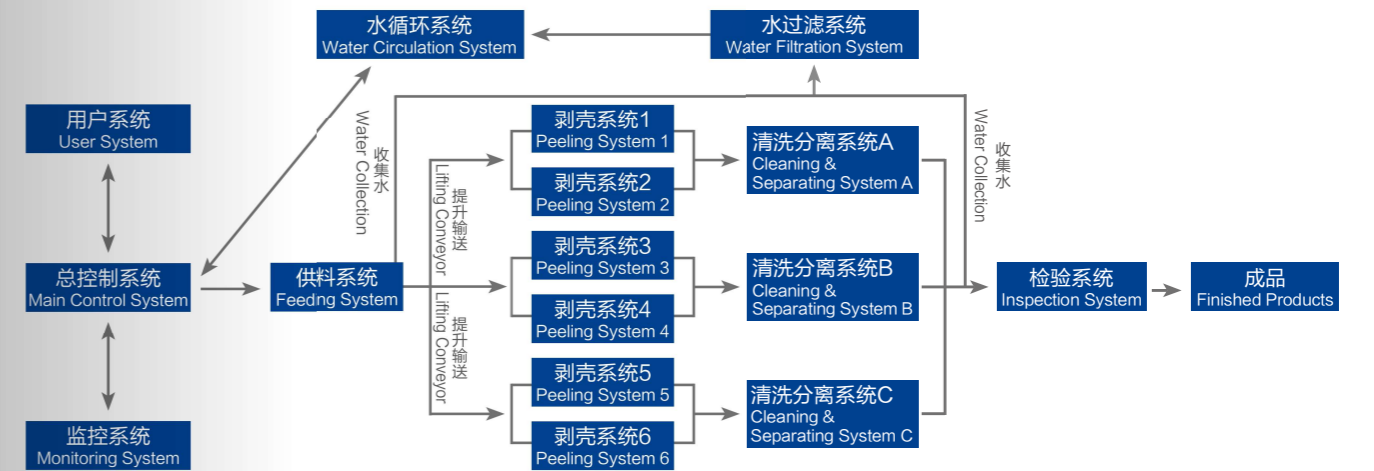 水循环系统
Water Circulation System
水过滤系统
Water Filtration System
用户系统
User System
总控制系统
Main Control System
监控系统
Monitoring System
供料系统
Feeding System
收集水
Water Collection
提升输送
Lifting Conveyor
提升输送
Lifting Conveyor
剥壳系统1
Peeling System 1
剥壳系统2
Peeling System 2
剥壳系统3
Peeling System 3
剥壳系统4
Peeling System 4
剥壳系统5
Peeling System 5
剥壳系统6
Peeling System 6
清洗分离系统A
Cleaning &
Separating System A
清洗分离系统B
Cleaning &
Separating System B
清洗分离系统C
Cleaning &
Separating System C
收集水
Water Collection
检验系统
Inspection System
成品
Finished Products